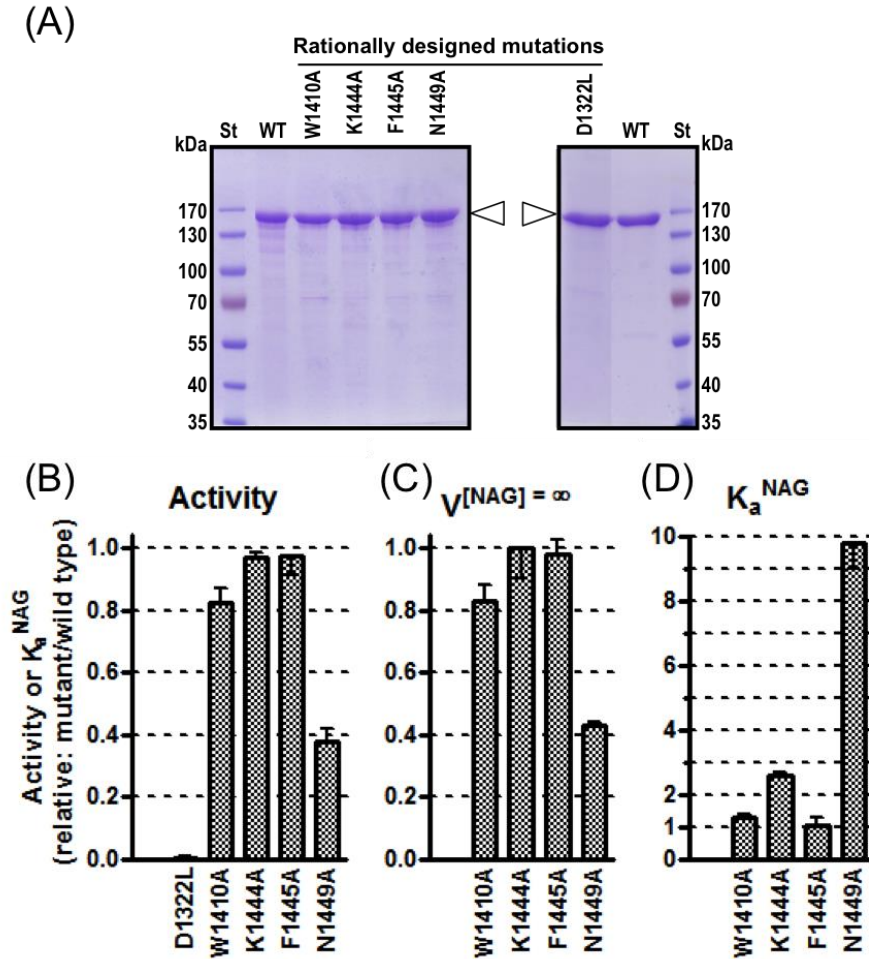 (A)
Rationally designed mutations
kDa St WT W1410A K1444A F1445A N1449A D1322L WT St kDa
170 170
130 130
100 100
70 70
55 55
40 40
35 35
(B) Activity
(C) V[NAG] = ∞
(D) KaNAG
Activity or KaNAG
(relative: mutant/wild type)
1.0
0.8
0.6
0.4
0.2
0.0
D1322L
W1410A
K1444A
F1445A
N1449A
1.0
0.8
0.6
0.4
0.2
0.0
W1410A
K1444A
F1445A
N1449A
10
8
6
4
2
1
0
W1410A
K1444A
F1445A
N1449A